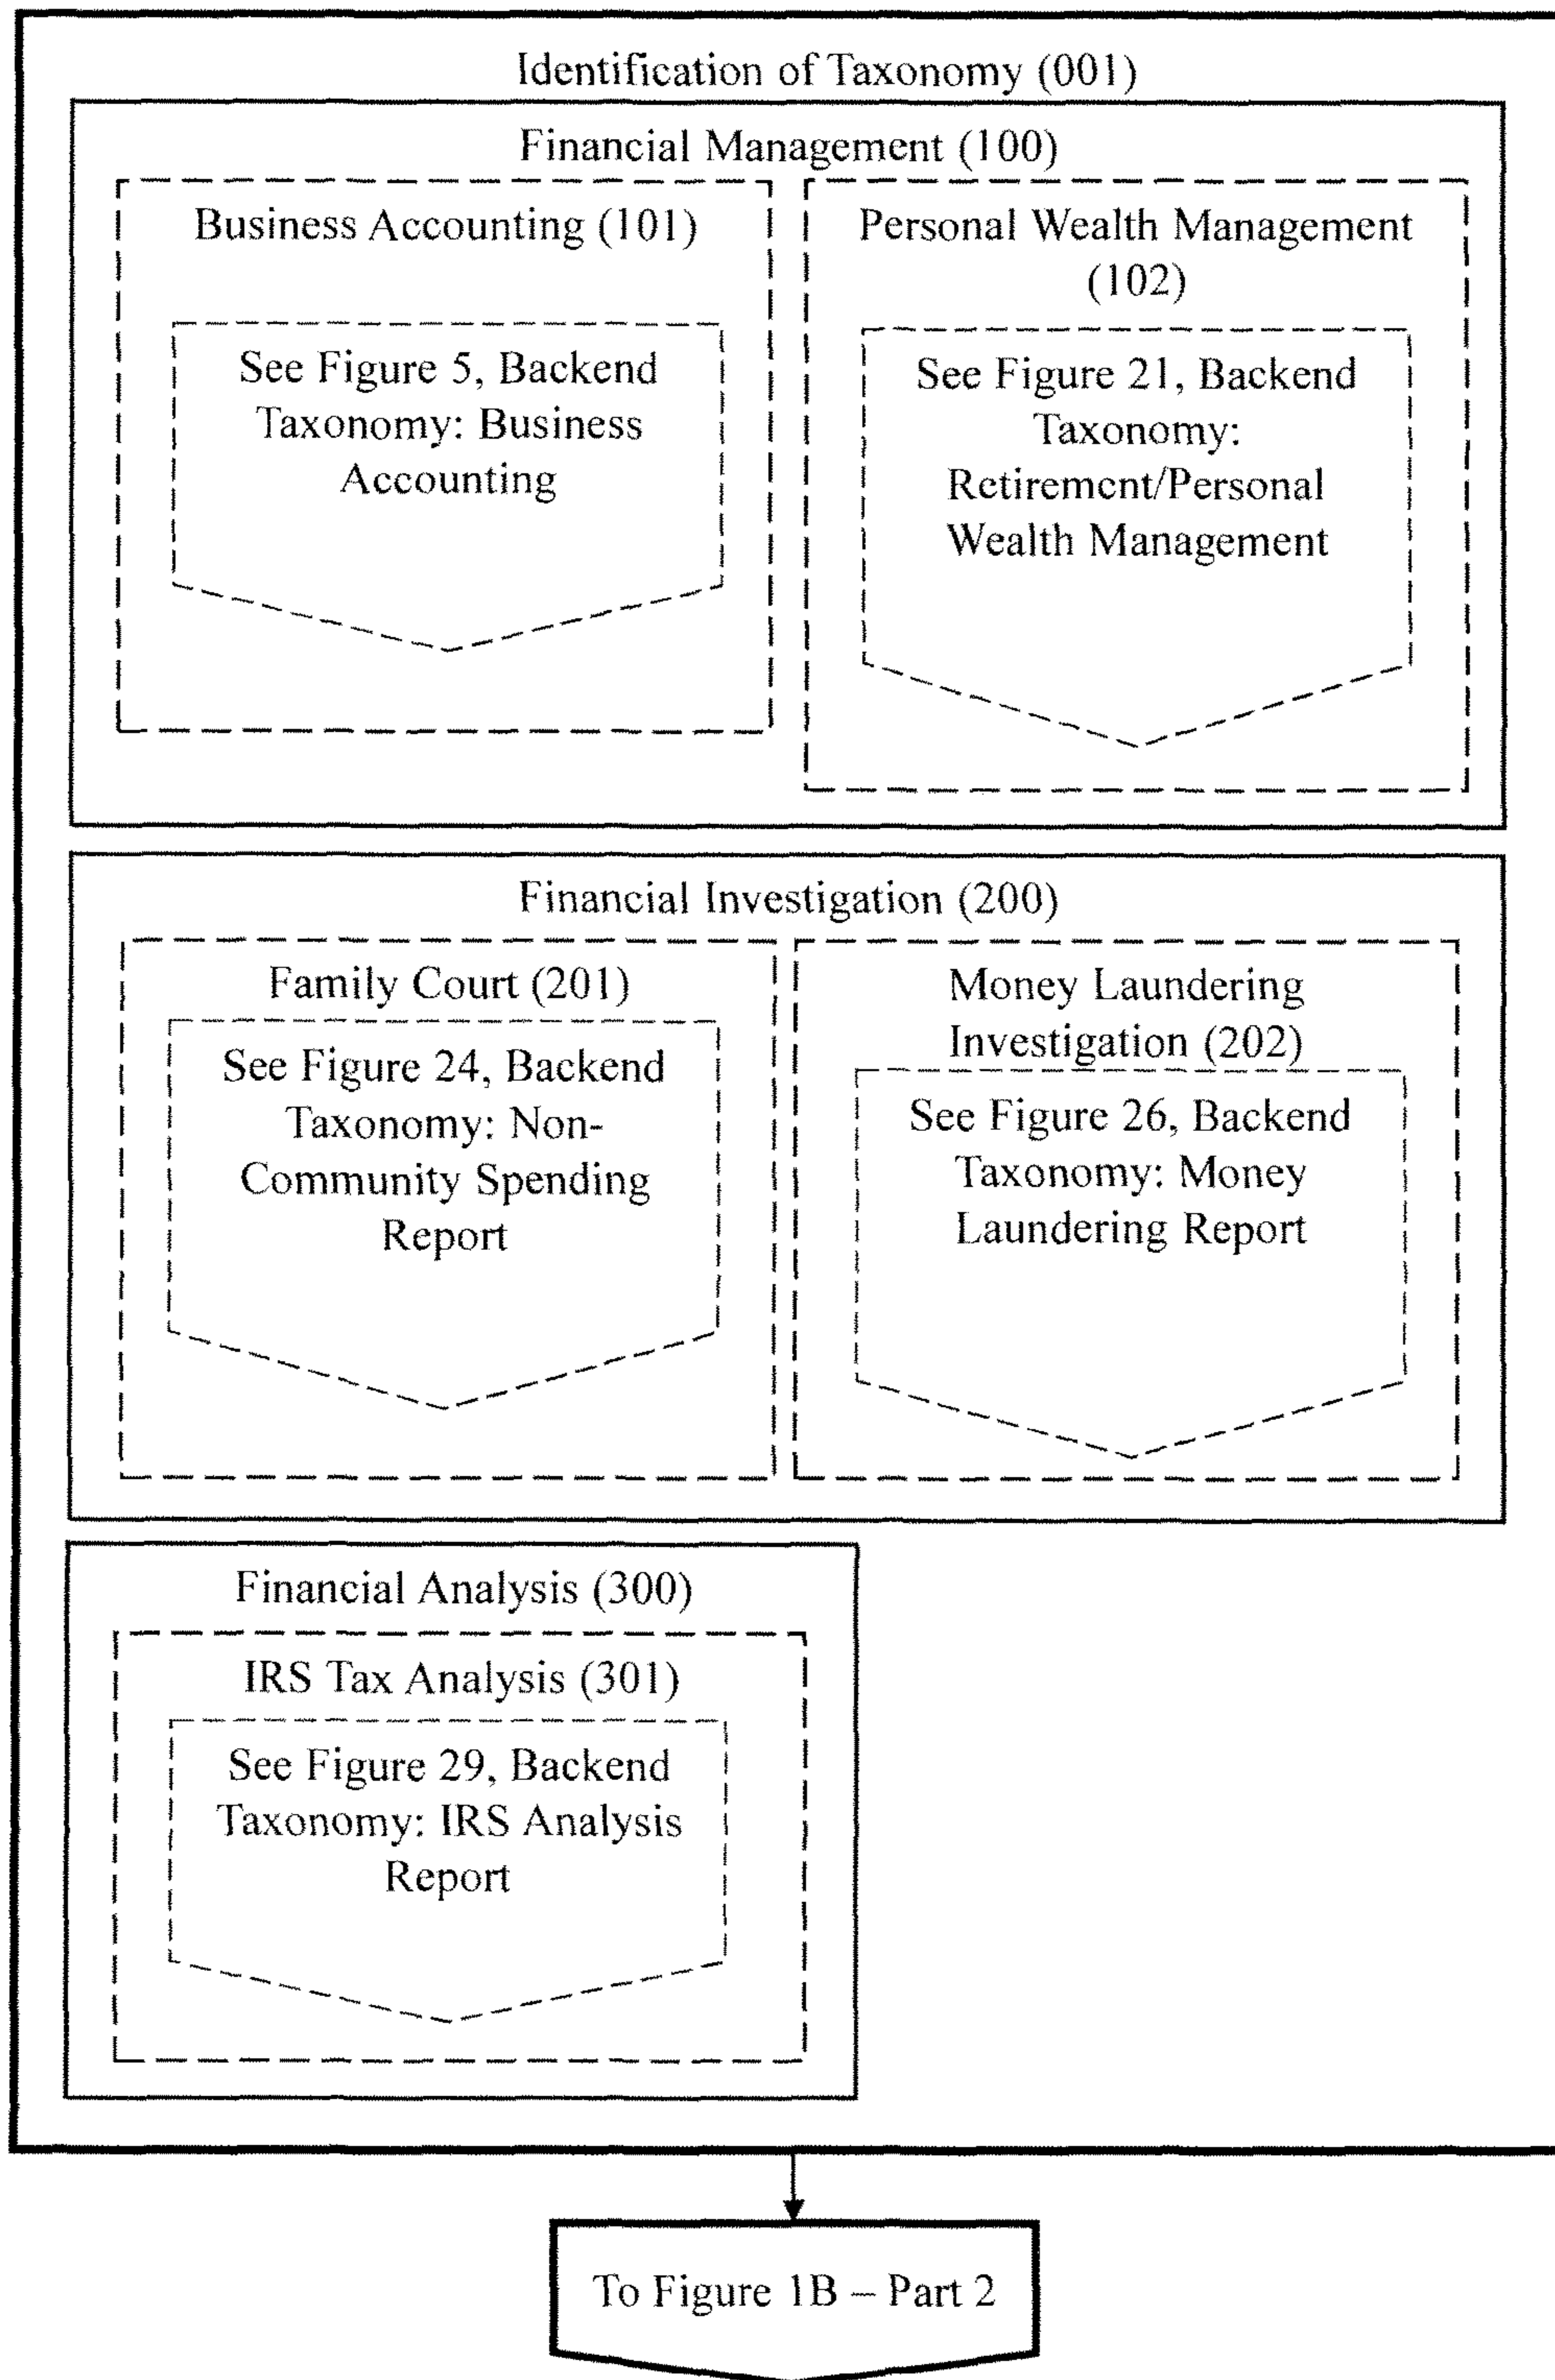 Identification of Taxonomy (001)
Financial Management (100)
Business Accounting (101)
See Figure 5, Backend
Taxonomy: Business
Accounting
Personal Wealth Management
(102)
See Figure 21, Backend
Taxonomy:
Retirement/Personal
Wealth Management
Financial Investigation (200)
Family Court (201)
See Figure 24, Backend
Taxonomy: Non-
Community Spending
Report
Money Laundering
Investigation (202)
See Figure 26, Backend
Taxonomy: Money
Laundering Report
Financial Analysis (300)
IRS Tax Analysis (301)
See Figure 29, Backend
Taxonomy: IRS Analysis
Report
To Figure 1B – Part 2